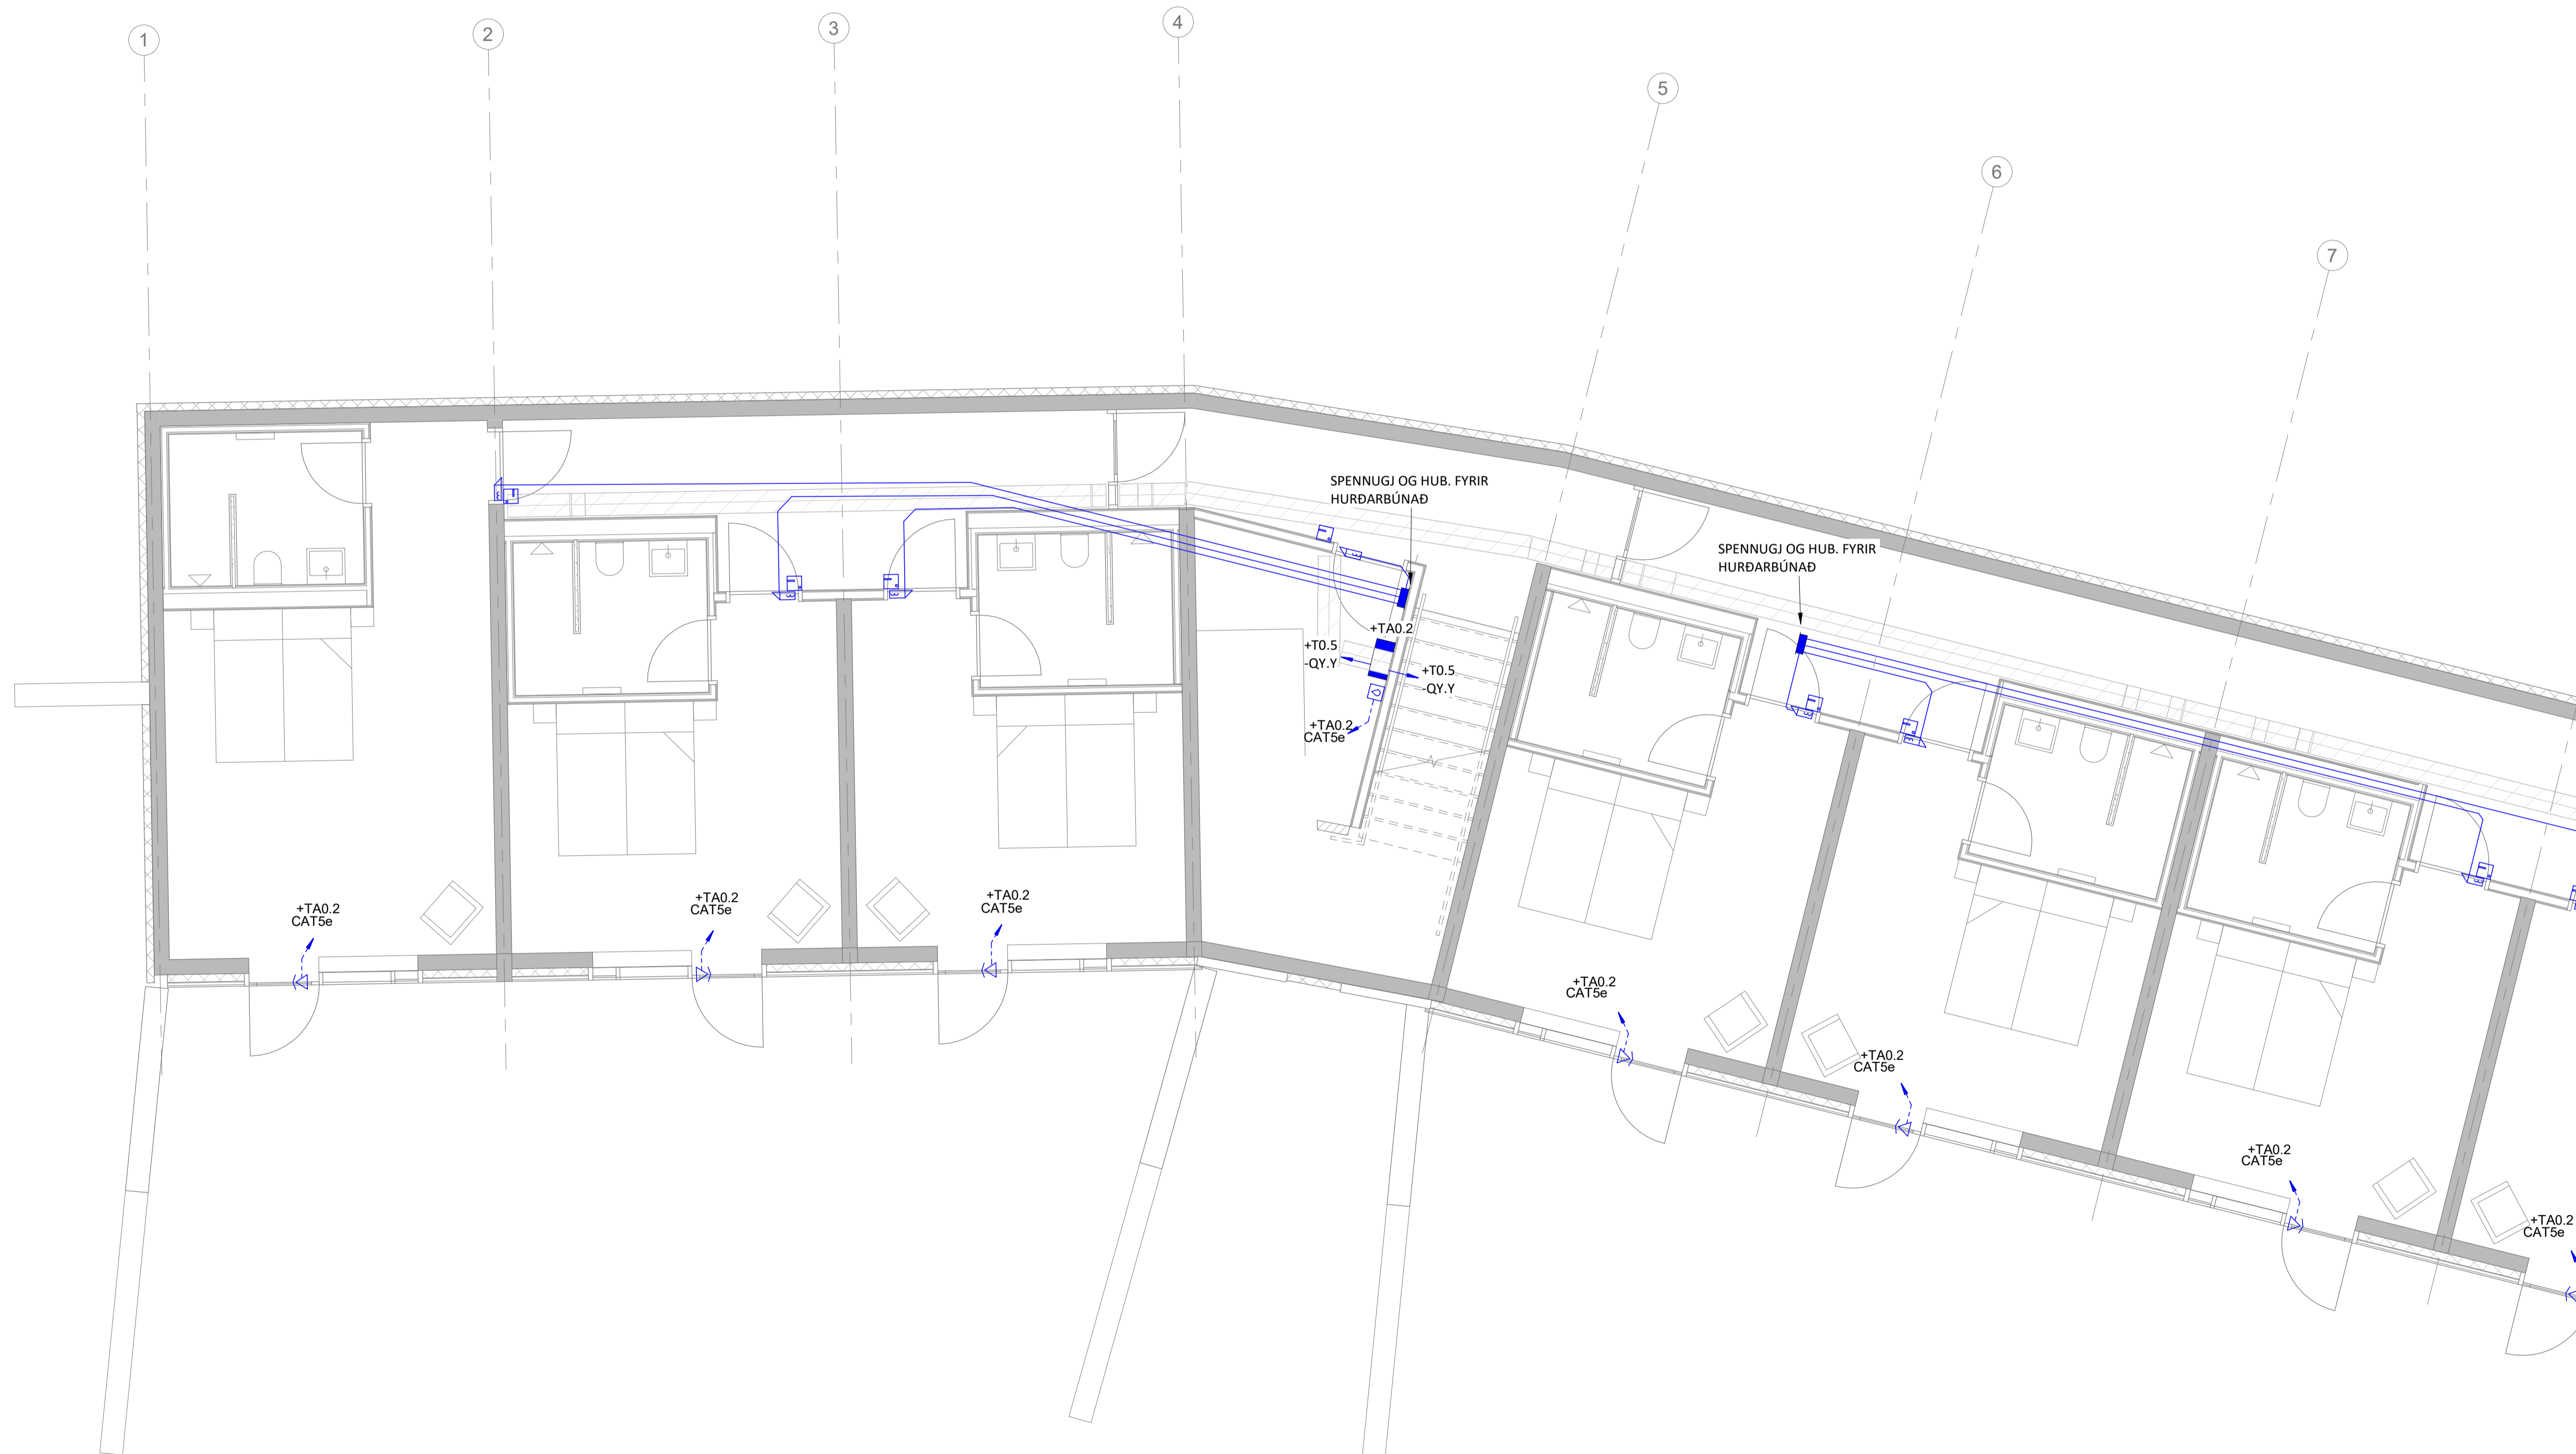 1
2
3
4
5
6
7
SPENNUGJ OG HUB. FYRIR
HURÐARBÚNAÐ
SPENNUGJ OG HUB. FYRIR
HURÐARBÚNAÐ
+TA0.2
+T0.5
-QY.Y
+T0.5
-QY.Y
+TA0.2
CAT5e
+TA0.2
CAT5e
+TA0.2
CAT5e
+TA0.2
CAT5e
+TA0.2
CAT5e
+TA0.2
CAT5e
+TA0.2
CAT5e
+TA0.2
CAT5e